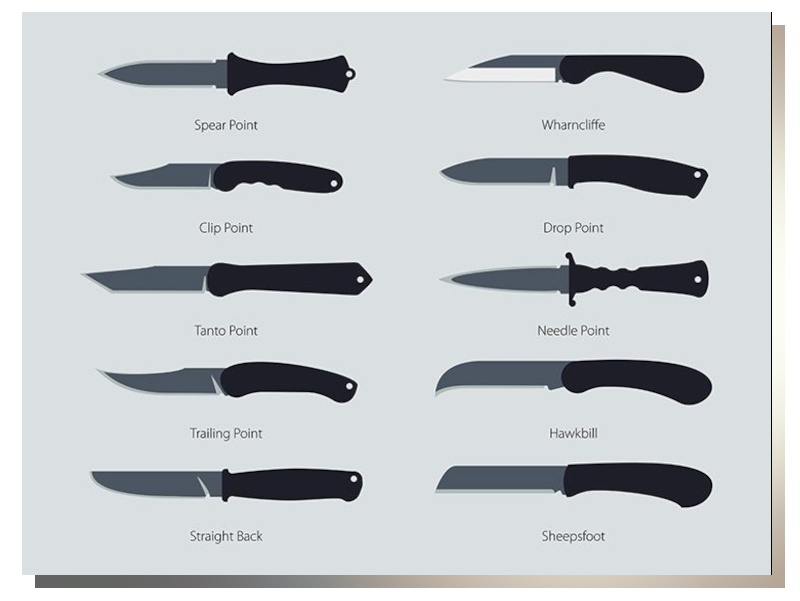 Spear Point
Wharncliffe
Clip Point
Drop Point
Tanto Point
Needle Point
Trailing Point
Hawkbill
Straight Back
Sheepsfoot